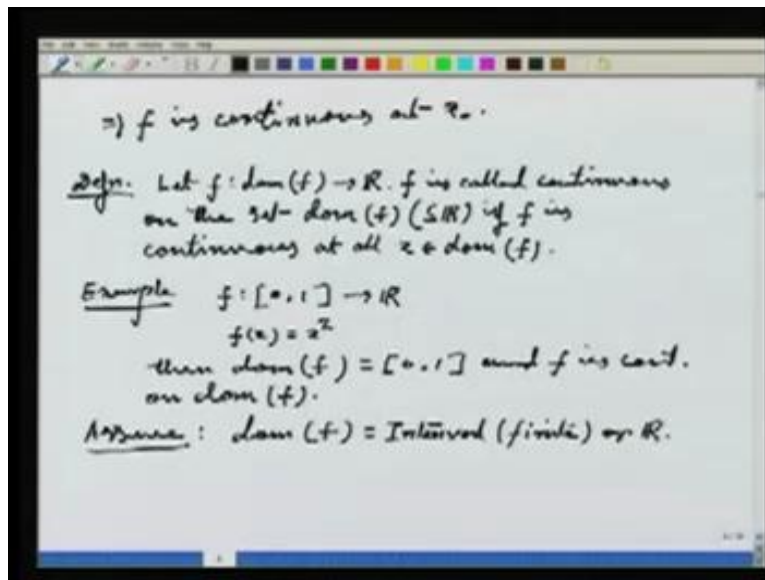 ⇒ f is continuous at x₀.
Defn. Let f : dom(f) → ℝ. f is called continuous
on the set dom(f) (⊆ℝ) if f is
continuous at all x ∈ dom(f).
Example f : [0,1] → ℝ
f(x) = x²
then dom(f) = [0,1] and f is cont.
on dom(f).
Assume : dom(f) = Interval (finite) or ℝ.